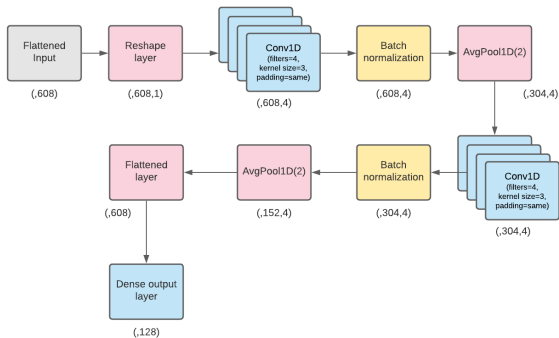 Flattened
Input
(,608)
Reshape
layer
(,608,1)
Conv1D
(filters=4,
kernel size=3,
padding=same)
(,608,4)
Batch
normalization
(,608,4)
AvgPool1D(2)
(,304,4)
Conv1D
(filters=4,
kernel size=3,
padding=same)
(,304,4)
Batch
normalization
(,304,4)
AvgPool1D(2)
(,152,4)
Flattened
layer
(,608)
Dense output
layer
(,128)